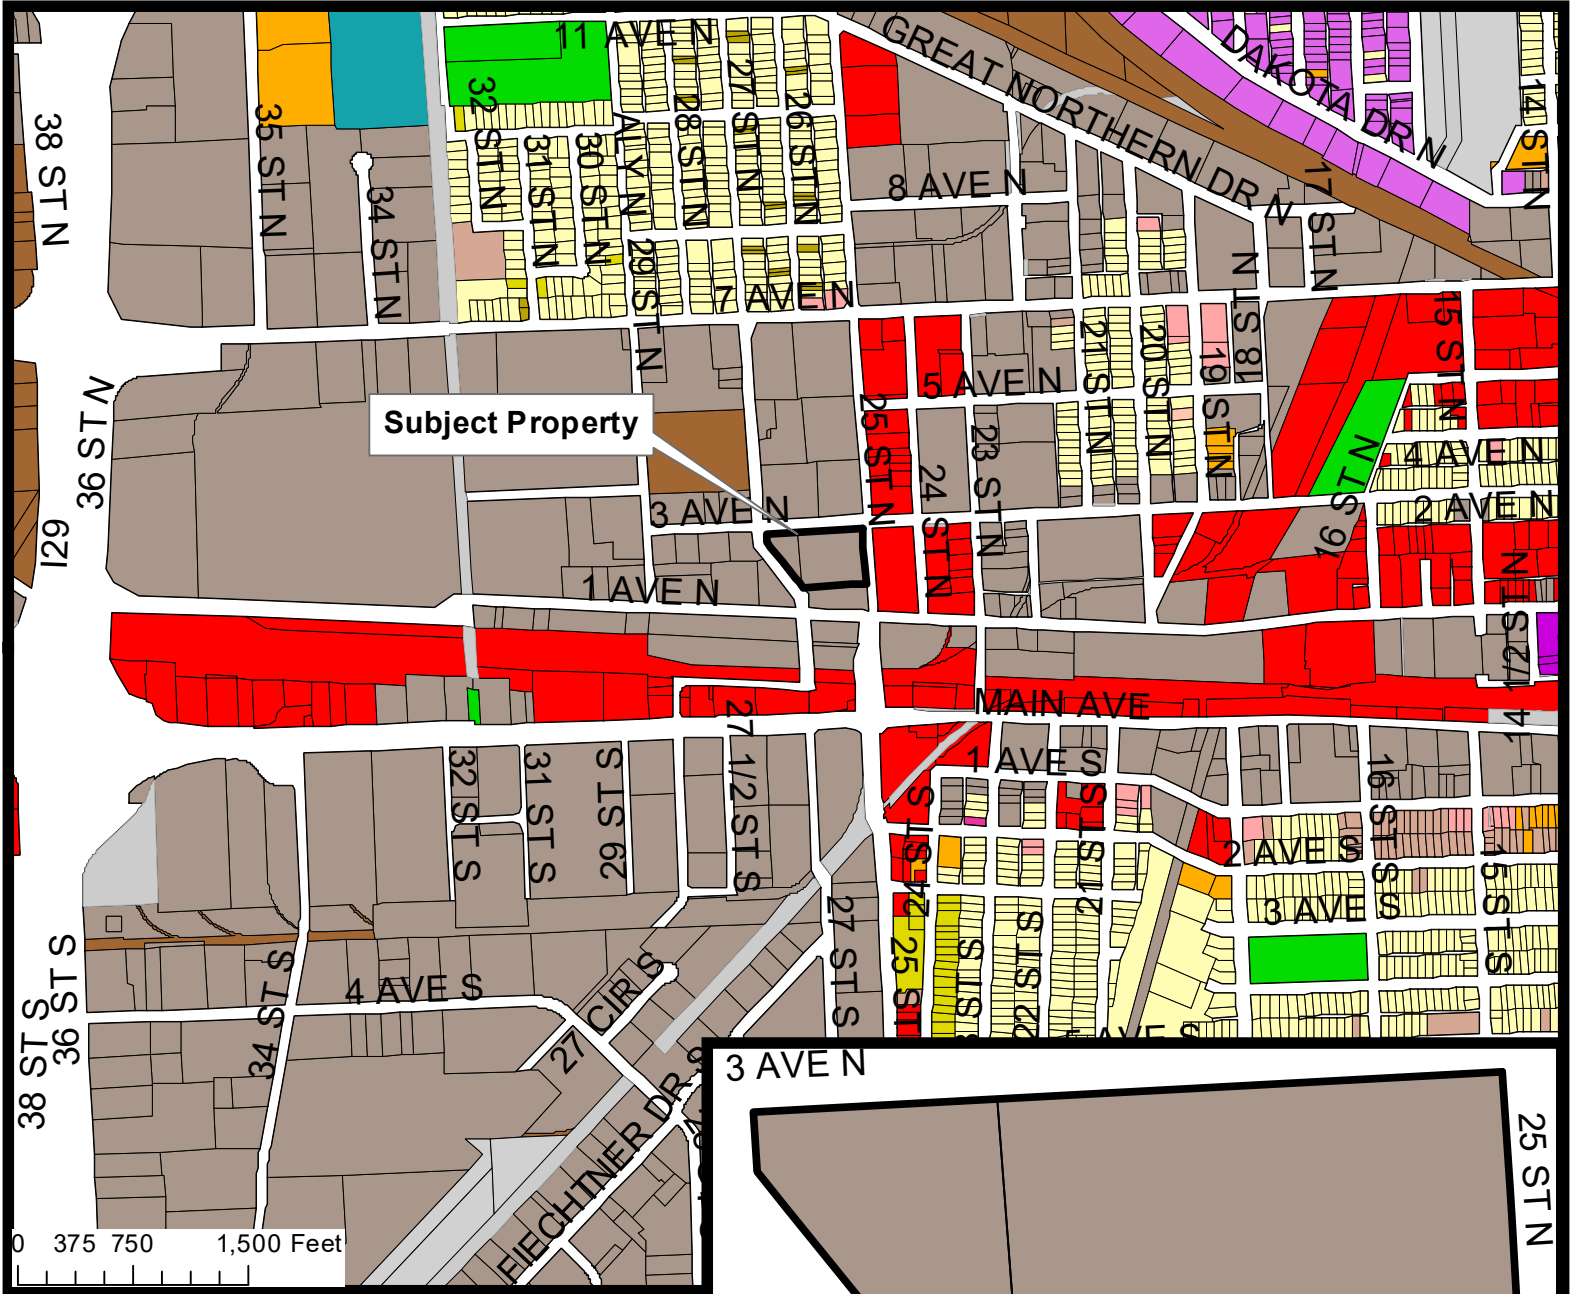 11 AVE N
GREAT NORTHERN DR N
DAKOTA DR N
38 ST N
35 ST N
34 ST N
32 ST N
31 ST N
30 ST N
ALY N
28 ST N
27 ST N
26 ST N
14 ST N
8 AVE N
17 ST N
29 ST N
7 AVE N
18 ST N
15 ST N
36 ST N
Subject Property
5 AVE N
25 ST N
21 ST N
20 ST N
19 ST N
23 ST N
24 ST N
4 AVE N
16 ST N
2 AVE N
3 AVE N
I29
1 AVE N
14 1/2 ST N
MAIN AVE
27 1/2 ST S
1 AVE S
32 ST S
31 ST S
29 ST S
24 ST S
21 ST S
16 ST S
2 AVE S
15 ST S
3 AVE S
27 ST S
25 ST
22 ST S
36 ST S
38 ST S
34 ST S
4 AVE S
27 CIR S
FIECHTNER DR S
0 375 750 1,500 Feet
3 AVE N
25 ST N